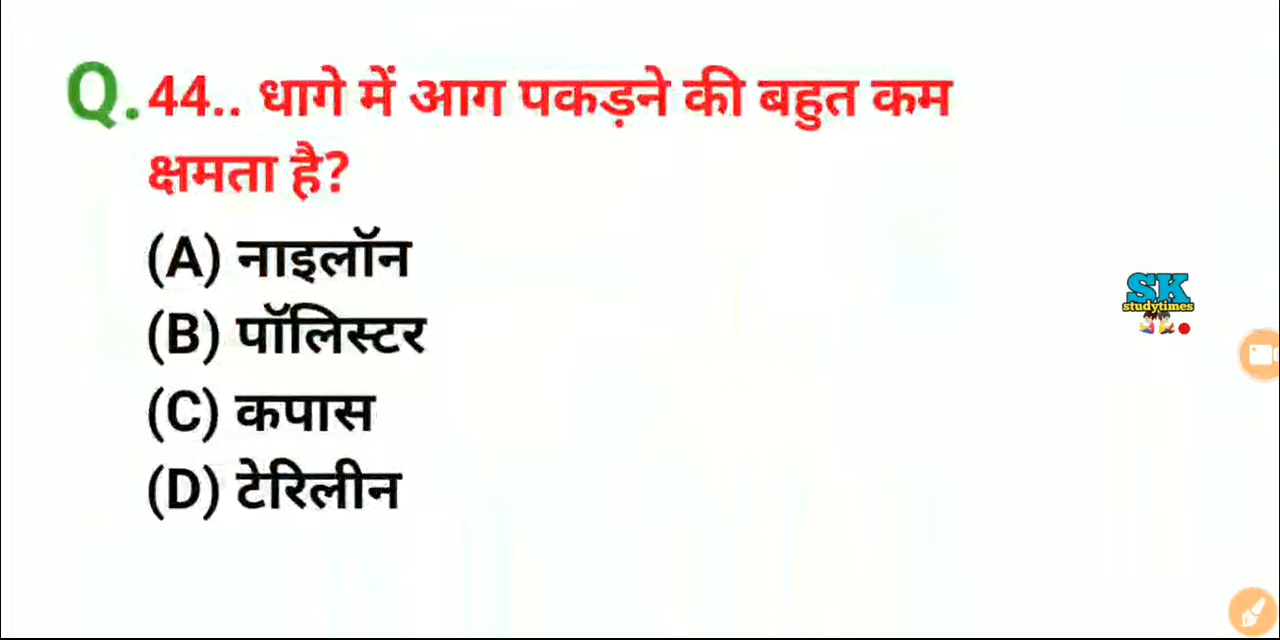 Q. 44.. धागे में आग पकड़ने की बहुत कम
क्षमता है?
(A) नाइलॉन
(B) पॉलिस्टर
(C) कपास
(D) टेरिलीन
SK
studytimes